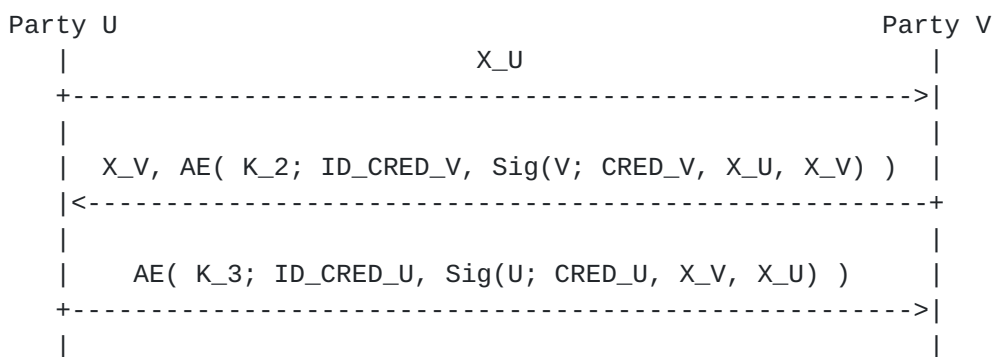 Party U Party V
X_U
X_V, AE( K_2; ID_CRED_V, Sig(V; CRED_V, X_U, X_V) )
AE( K_3; ID_CRED_U, Sig(U; CRED_U, X_V, X_U) )